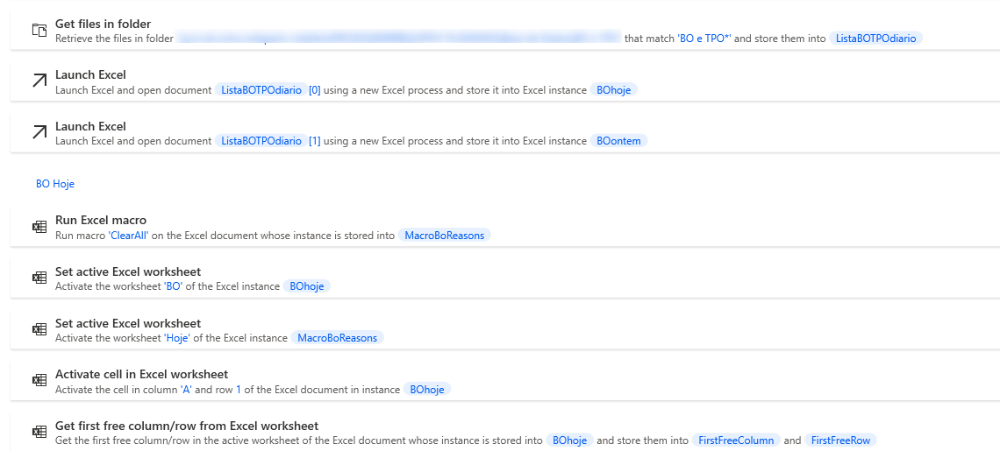 Get files in folder
Retrieve the files in folder that match 'BO e TPO*' and store them into ListaBOTPOdiario
Launch Excel
Launch Excel and open document ListaBOTPOdiario [0] using a new Excel process and store it into Excel instance BOhoje
Launch Excel
Launch Excel and open document ListaBOTPOdiario [1] using a new Excel process and store it into Excel instance BOontem
BO Hoje
Run Excel macro
Run macro 'ClearAll' on the Excel document whose instance is stored into MacroBoReasons
Set active Excel worksheet
Activate the worksheet 'BO' of the Excel instance BOhoje
Set active Excel worksheet
Activate the worksheet 'Hoje' of the Excel instance MacroBoReasons
Activate cell in Excel worksheet
Activate the cell in column 'A' and row 1 of the Excel document in instance BOhoje
Get first free column/row from Excel worksheet
Get the first free column/row in the active worksheet of the Excel document whose instance is stored into BOhoje and store them into FirstFreeColumn and FirstFreeRow